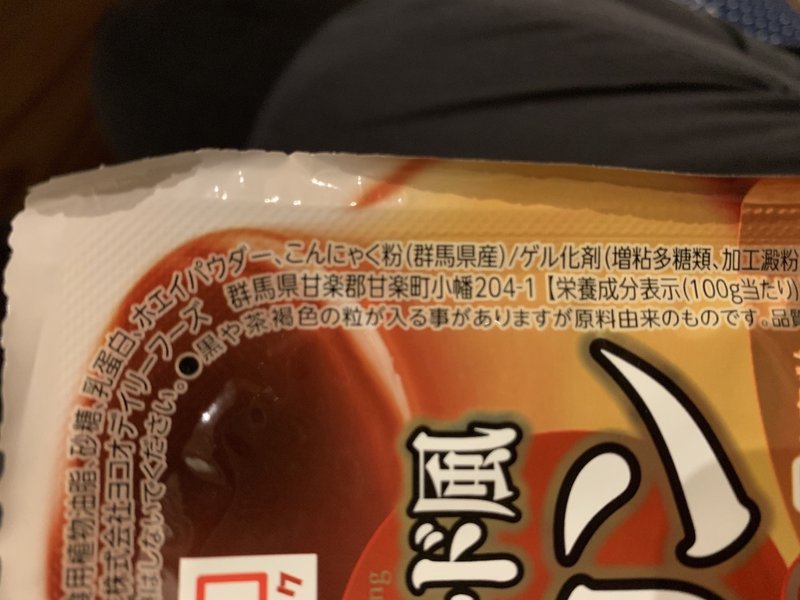 用植物油脂、砂糖、乳蛋白、ホエイパウダー、こんにゃく粉(群馬県産)/ゲル化剤(増粘多糖類、加工澱粉
株式会社ヨコオデイリーフーズ 群馬県甘楽郡甘楽町小幡204-1【栄養成分表示(100g当たり)
はしないでください。●黒や茶褐色の粒が入る事がありますが原料由来のものです。品質
ド風
ン
ク
ng